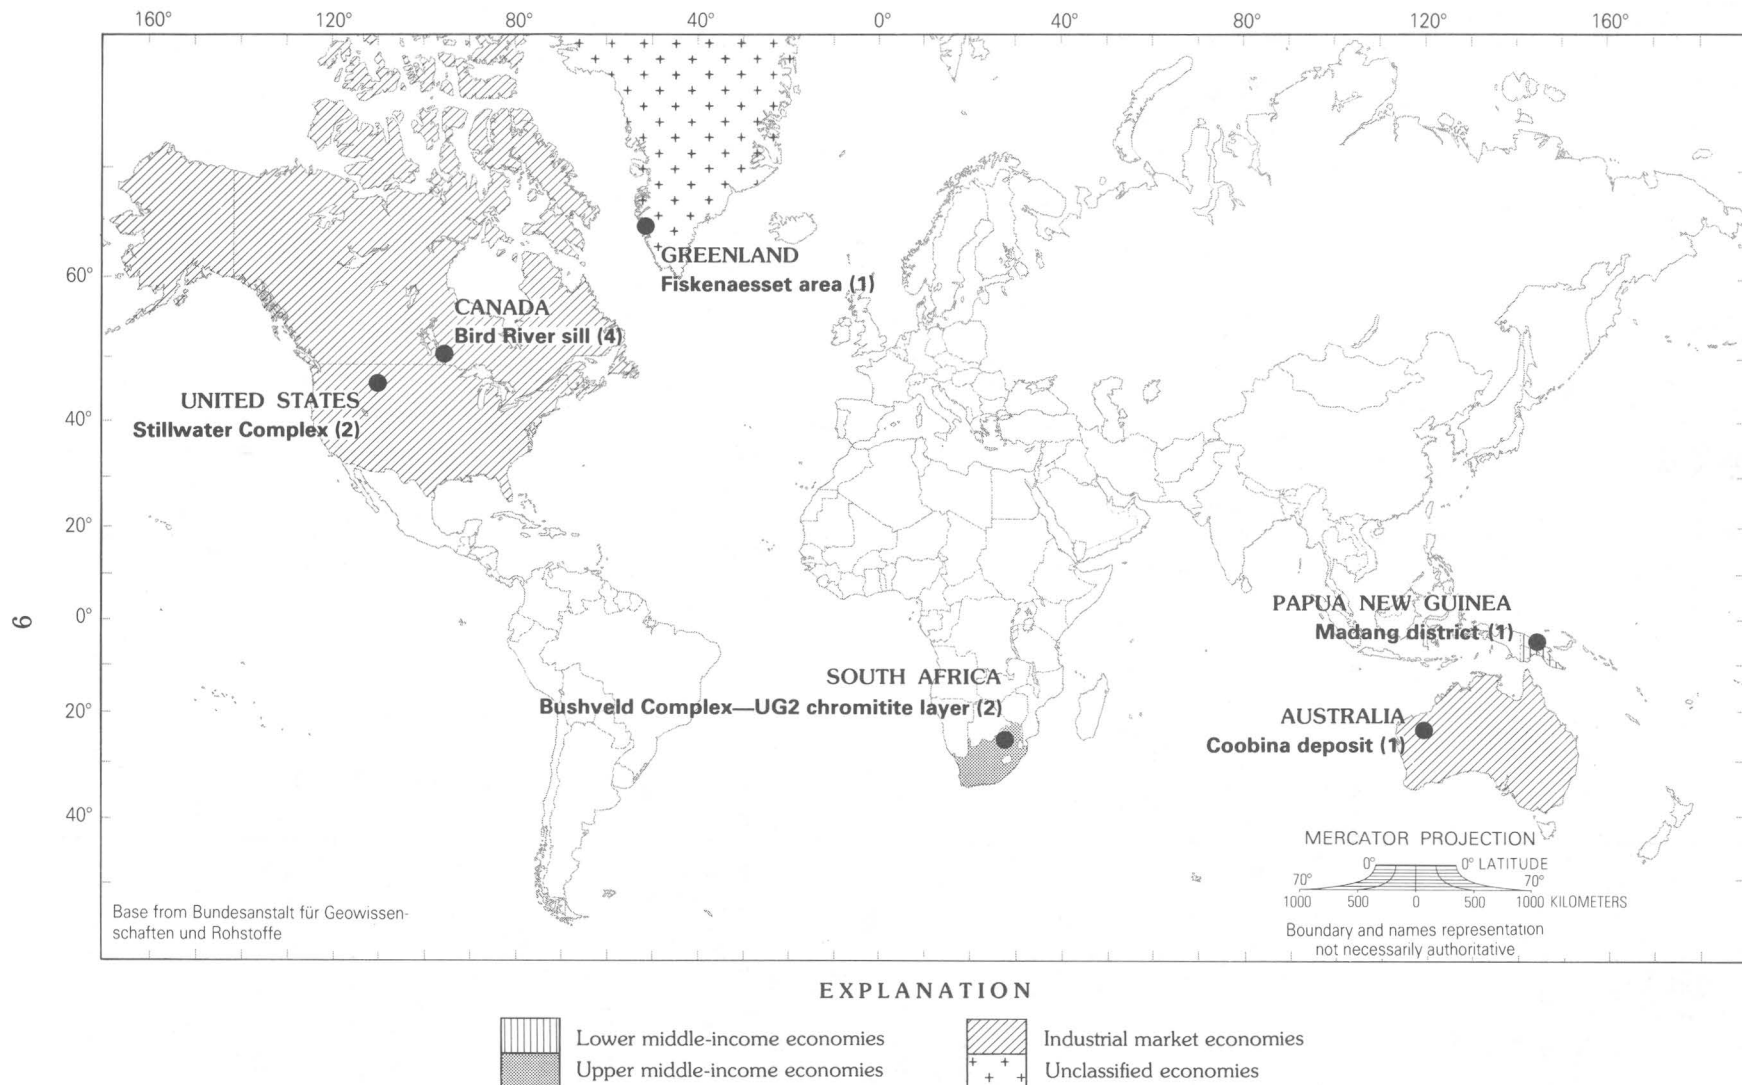 160° 120° 80° 40° 0° 40° 80° 120° 160°
60°
40°
20°
0°
20°
40°
GREENLAND
Fiskenaesset area (1)
CANADA
Bird River sill (4)
UNITED STATES
Stillwater Complex (2)
PAPUA NEW GUINEA
Madang district (1)
SOUTH AFRICA
Bushveld Complex—UG2 chromitite layer (2)
AUSTRALIA
Coobina deposit (1)
MERCATOR PROJECTION
0° 0° LATITUDE
70° 70°
1000 500 0 500 1000 KILOMETERS
Boundary and names representation
not necessarily authoritative
Base from Bundesanstalt für Geowissen-
schaften und Rohstoffe
9
EXPLANATION
Lower middle-income economies
Upper middle-income economies
Industrial market economies
Unclassified economies